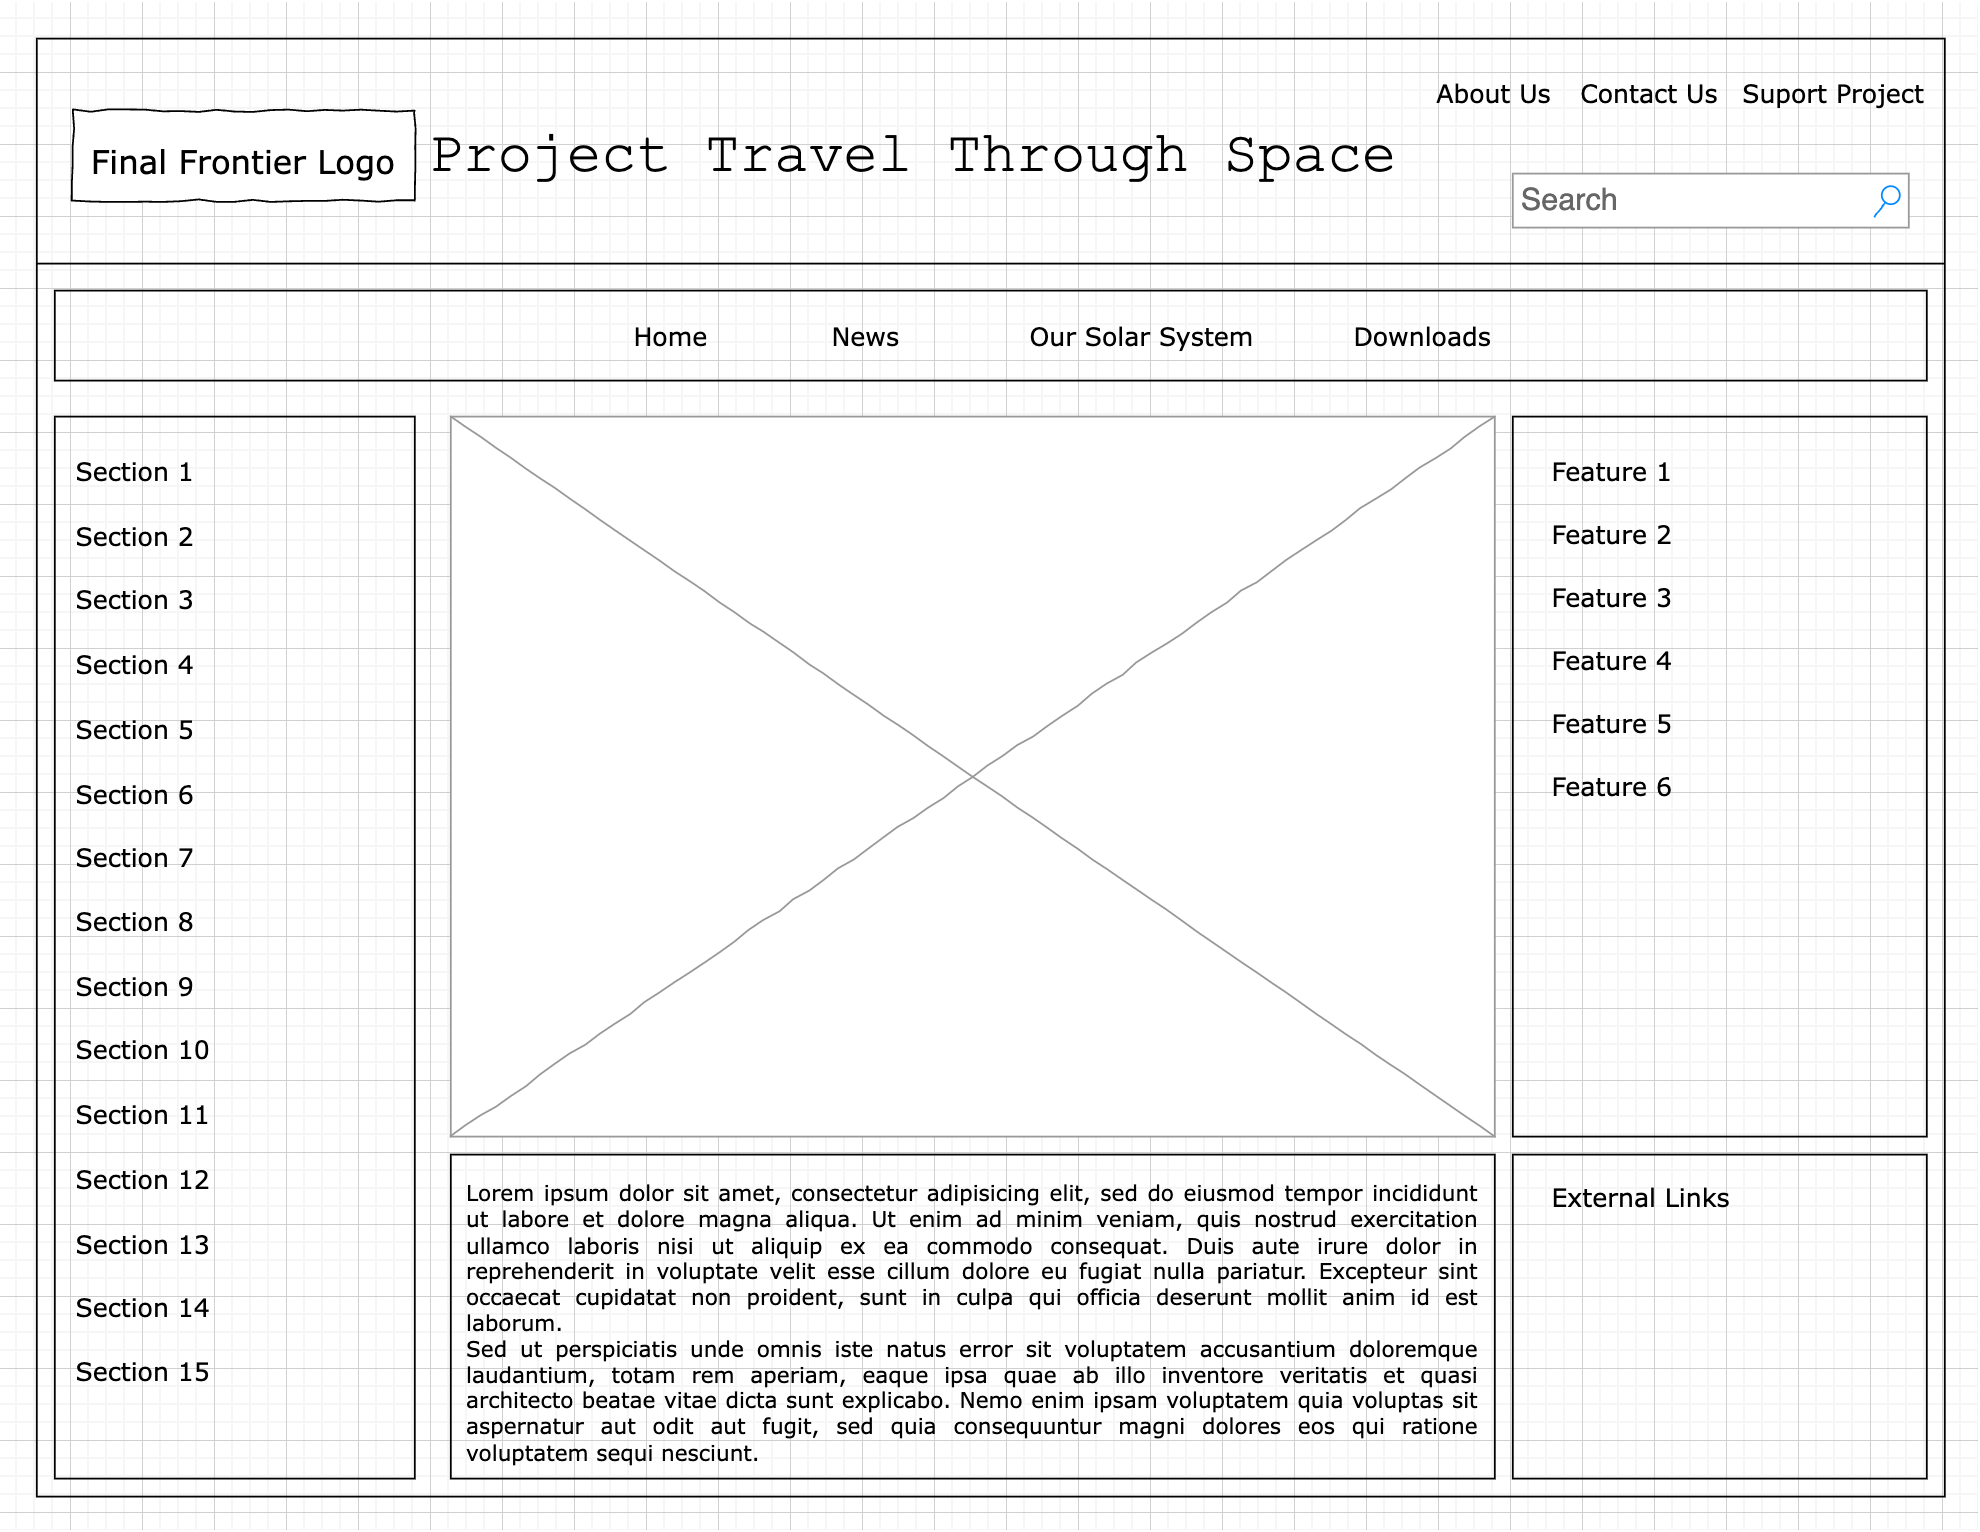 About Us Contact Us Suport Project
Final Frontier Logo
Project Travel Through Space
Search
Home News Our Solar System Downloads
Section 1
Section 2
Section 3
Section 4
Section 5
Section 6
Section 7
Section 8
Section 9
Section 10
Section 11
Section 12
Section 13
Section 14
Section 15
Lorem ipsum dolor sit amet, consectetur adipisicing elit, sed do eiusmod tempor incididunt
ut labore et dolore magna aliqua. Ut enim ad minim veniam, quis nostrud exercitation
ullamco laboris nisi ut aliquip ex ea commodo consequat. Duis aute irure dolor in
reprehenderit in voluptate velit esse cillum dolore eu fugiat nulla pariatur. Excepteur sint
occaecat cupidatat non proident, sunt in culpa qui officia deserunt mollit anim id est
laborum.
Sed ut perspiciatis unde omnis iste natus error sit voluptatem accusantium doloremque
laudantium, totam rem aperiam, eaque ipsa quae ab illo inventore veritatis et quasi
architecto beatae vitae dicta sunt explicabo. Nemo enim ipsam voluptatem quia voluptas sit
aspernatur aut odit aut fugit, sed quia consequuntur magni dolores eos qui ratione
voluptatem sequi nesciunt.
Feature 1
Feature 2
Feature 3
Feature 4
Feature 5
Feature 6
External Links